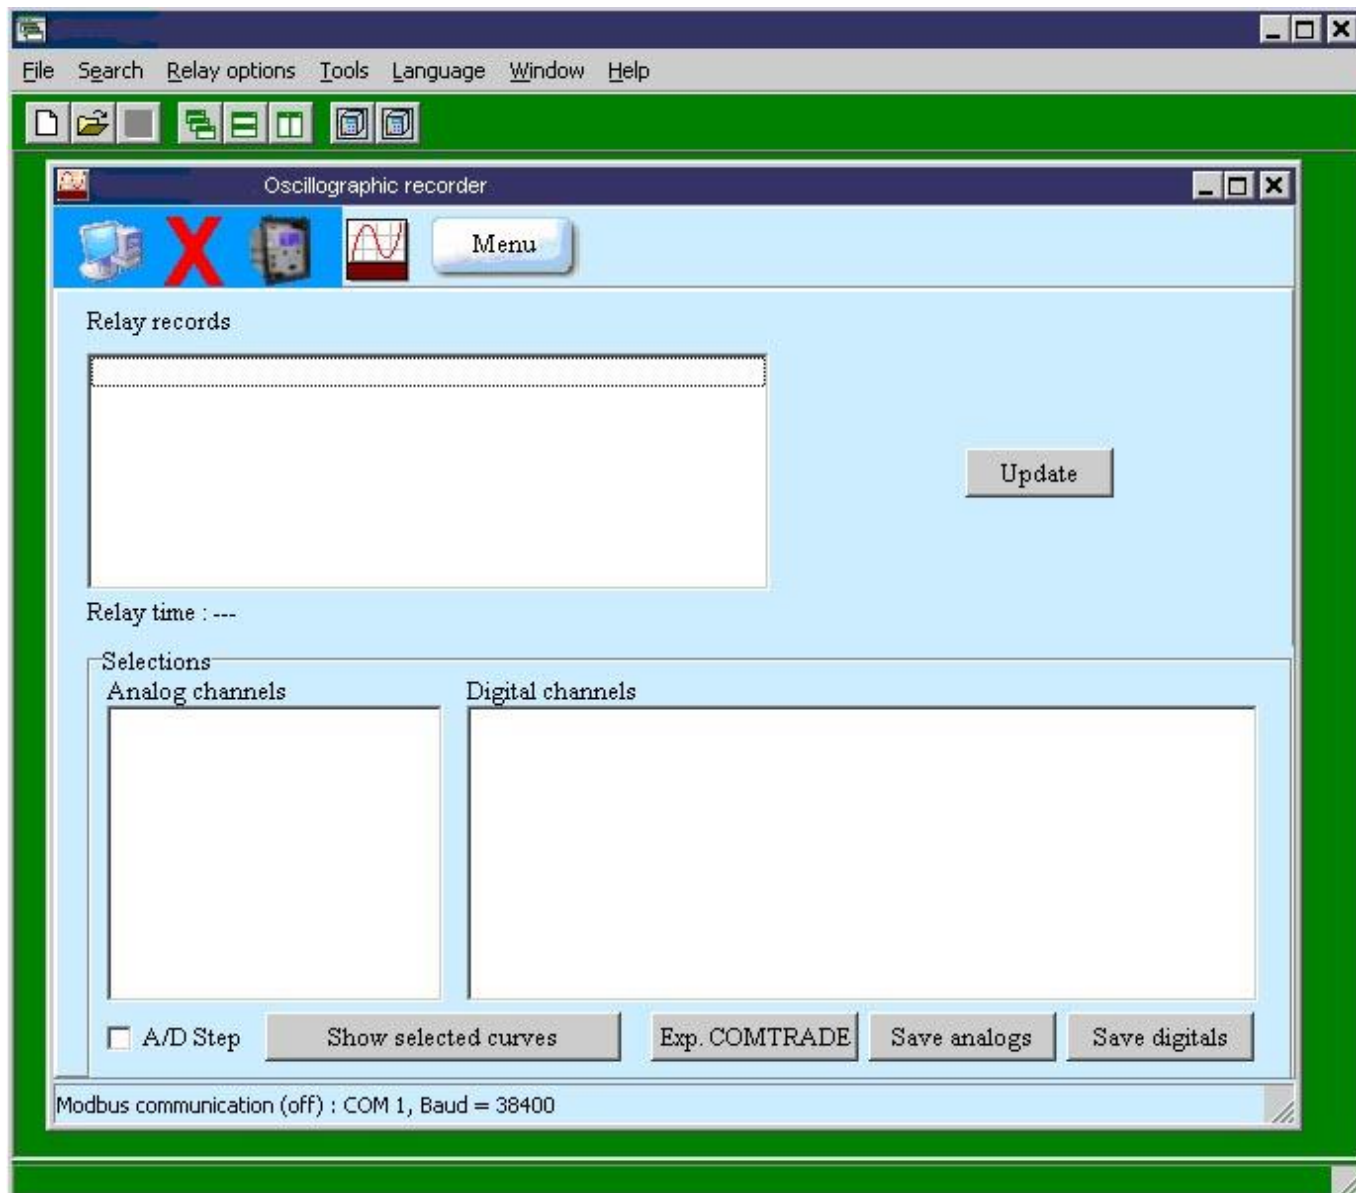 File Search Relay options Tools Language Window Help
Oscillographic recorder
Menu
Relay records
Update
Relay time : ---
Selections
Analog channels Digital channels
A/D Step Show selected curves Exp. COMTRADE Save analogs Save digitals
Modbus communication (off) : COM 1, Baud = 38400